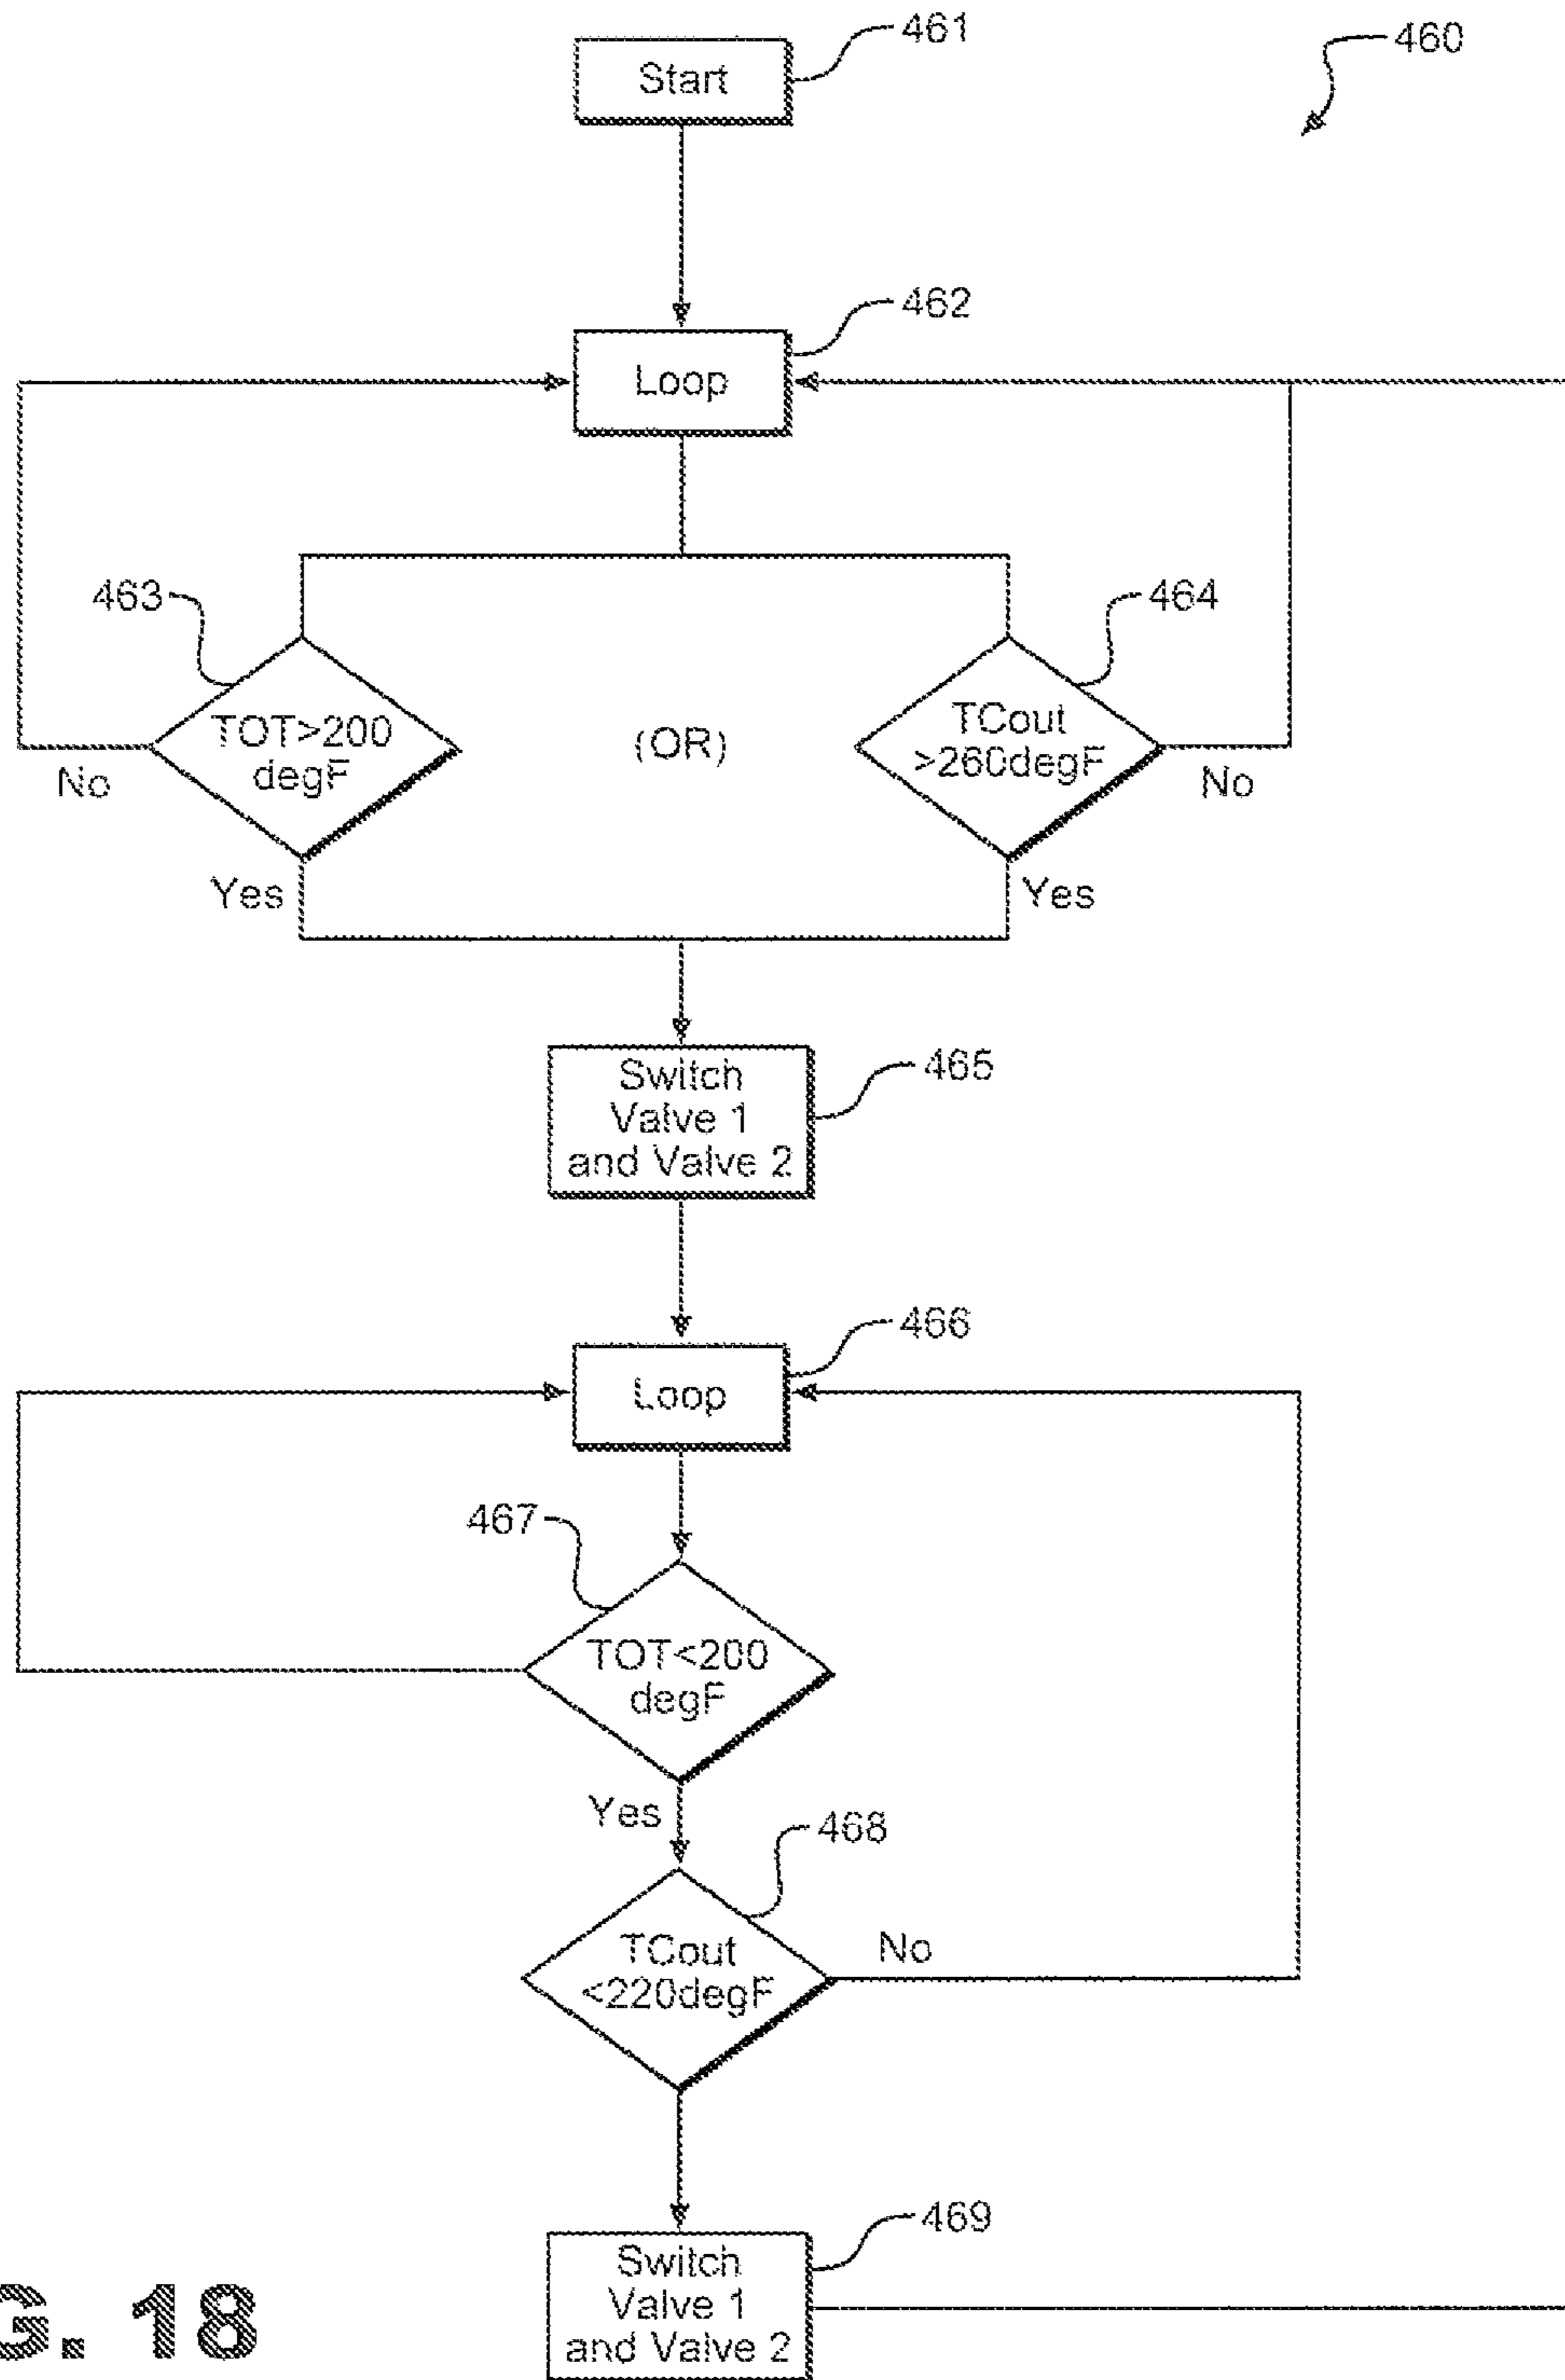 461
460
Start
462
Loop
463
464
TOT>200
degF
(OR)
TCout
>260degF
No
No
Yes
Yes
465
Switch
Valve 1
and Valve 2
466
Loop
467
TOT<200
degF
Yes
468
TCout
<220degF
No
469
Switch
Valve 1
and Valve 2
G. 18